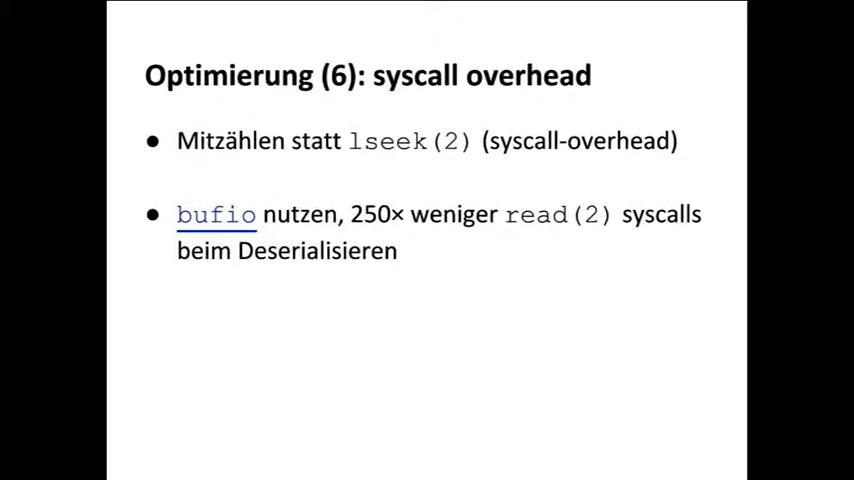 Optimierung (6): syscall overhead
● Mitzählen statt lseek(2) (syscall-overhead)
● bufio nutzen, 250× weniger read(2) syscalls
beim Deserialisieren